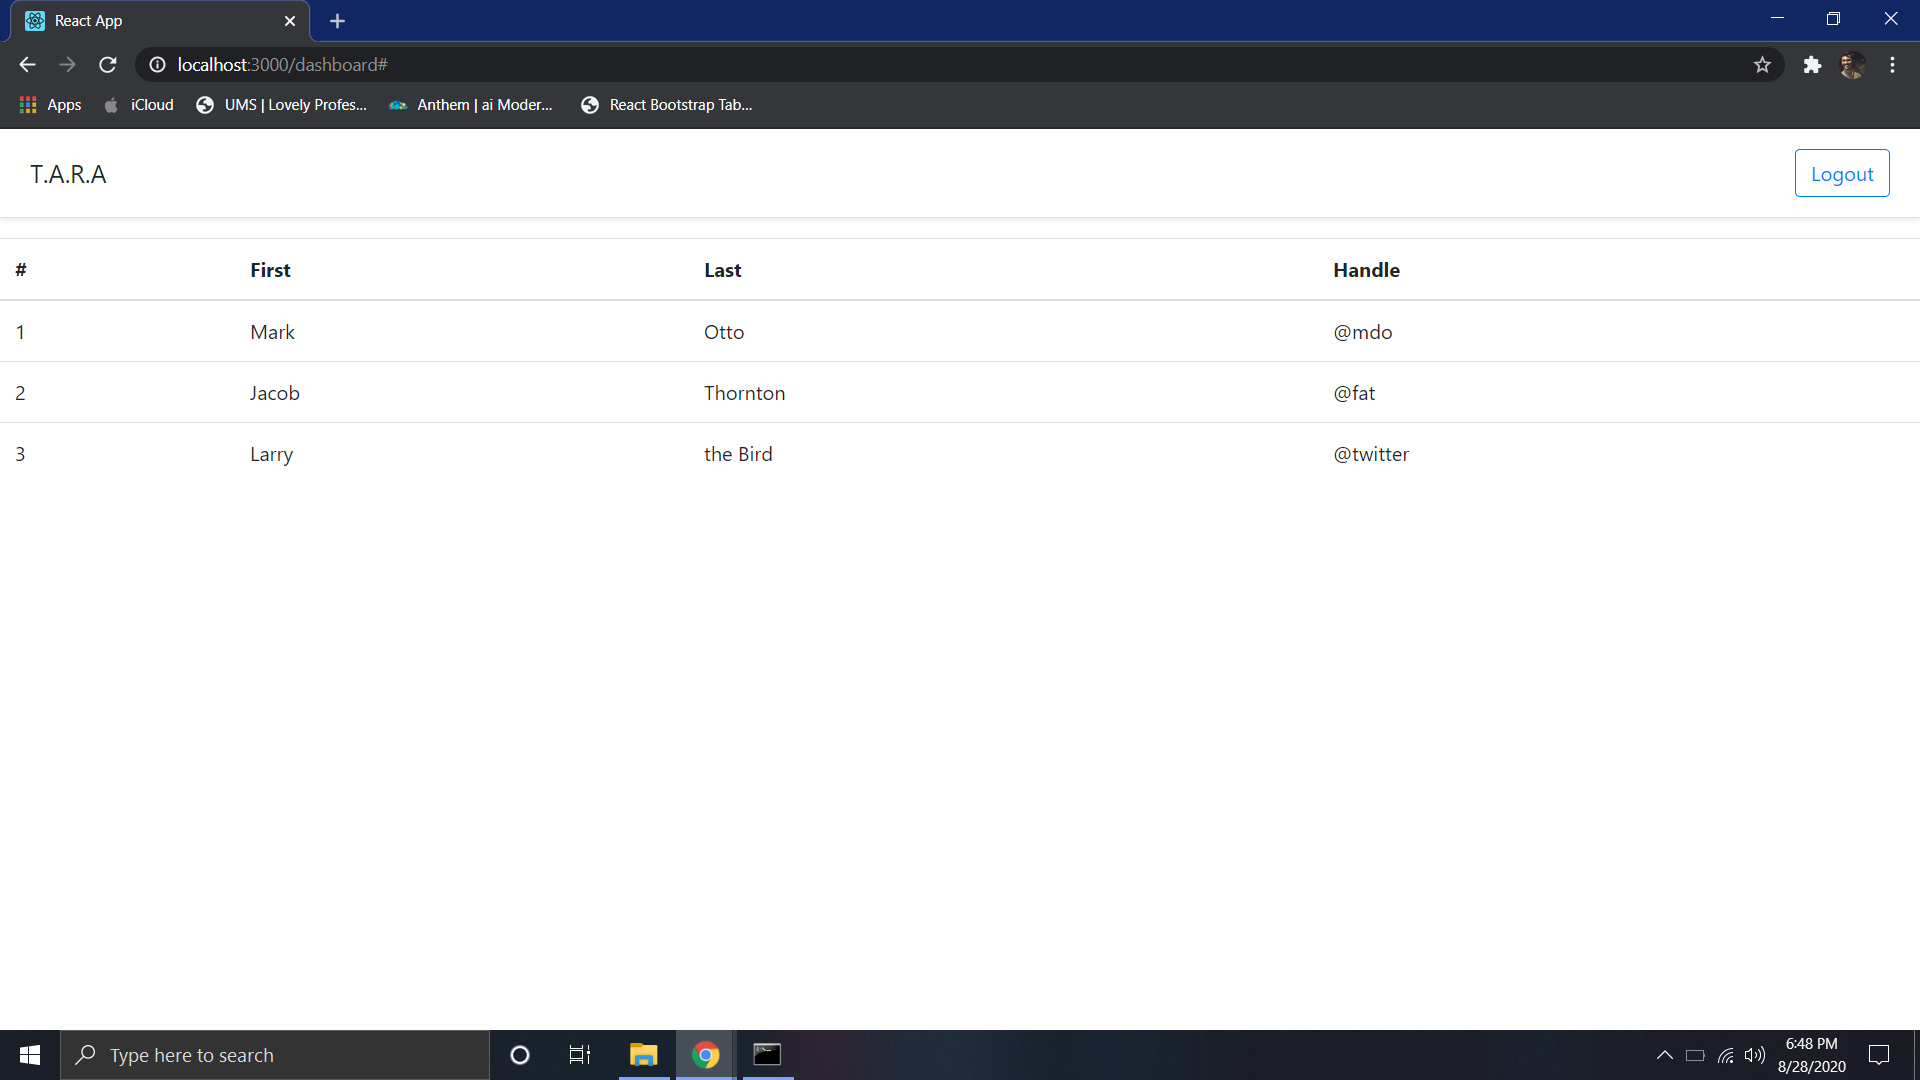 React App
localhost:3000/dashboard#
Apps iCloud UMS | Lovely Profes... Anthem | ai Moder... React Bootstrap Tab...
T.A.R.A Logout
# First Last Handle
1 Mark Otto @mdo
2 Jacob Thornton @fat
3 Larry the Bird @twitter
Type here to search
6:48 PM
8/28/2020